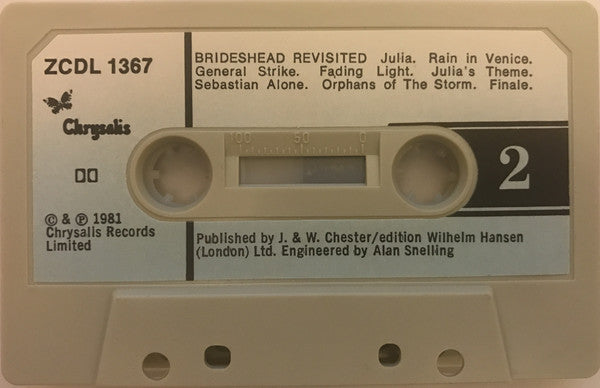 ZCDL 1367
Chrysalis
© & ℗ 1981
Chrysalis Records
Limited
BRIDESHEAD REVISITED Julia. Rain in Venice.
General Strike. Fading Light. Julia's Theme.
Sebastian Alone. Orphans of The Storm. Finale.
100 50 0
2
Published by J. & W. Chester/edition Wilhelm Hansen
(London) Ltd. Engineered by Alan Snelling